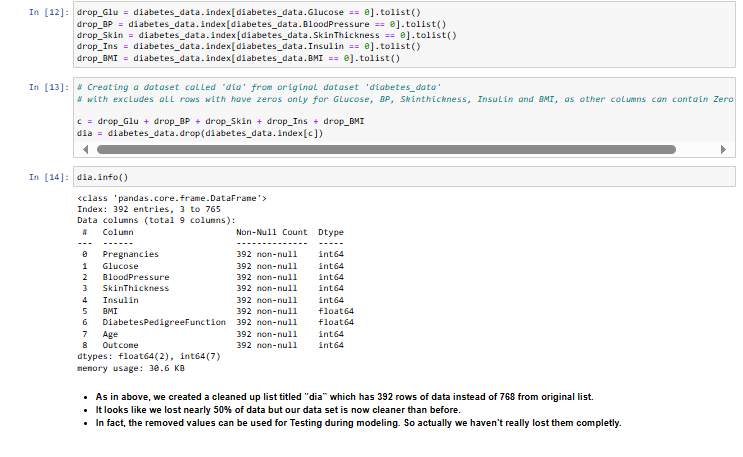 In [12]: drop_Glu = diabetes_data.index[diabetes_data.Glucose == 0].tolist()
drop_BP = diabetes_data.index[diabetes_data.BloodPressure == 0].tolist()
drop_Skin = diabetes_data.index[diabetes_data.SkinThickness == 0].tolist()
drop_Ins = diabetes_data.index[diabetes_data.Insulin == 0].tolist()
drop_BMI = diabetes_data.index[diabetes_data.BMI == 0].tolist()
In [13]: # Creating a dataset called 'dia' from original dataset 'diabetes_data'
# with excludes all rows with have zeros only for Glucose, BP, Skinthickness, Insulin and BMI, as other columns can contain Zero
c = drop_Glu + drop_BP + drop_Skin + drop_Ins + drop_BMI
dia = diabetes_data.drop(diabetes_data.index[c])
In [14]: dia.info()
<class 'pandas.core.frame.DataFrame'>
Index: 392 entries, 3 to 765
Data columns (total 9 columns):
# Column Non-Null Count Dtype
--- ------ -------------- -----
0 Pregnancies 392 non-null int64
1 Glucose 392 non-null int64
2 BloodPressure 392 non-null int64
3 SkinThickness 392 non-null int64
4 Insulin 392 non-null int64
5 BMI 392 non-null float64
6 DiabetesPedigreeFunction 392 non-null float64
7 Age 392 non-null int64
8 Outcome 392 non-null int64
dtypes: float64(2), int64(7)
memory usage: 30.6 KB
• As in above, we created a cleaned up list titled "dia" which has 392 rows of data instead of 768 from original list.
• It looks like we lost nearly 50% of data but our data set is now cleaner than before.
• In fact, the removed values can be used for Testing during modeling. So actually we haven't really lost them completly.